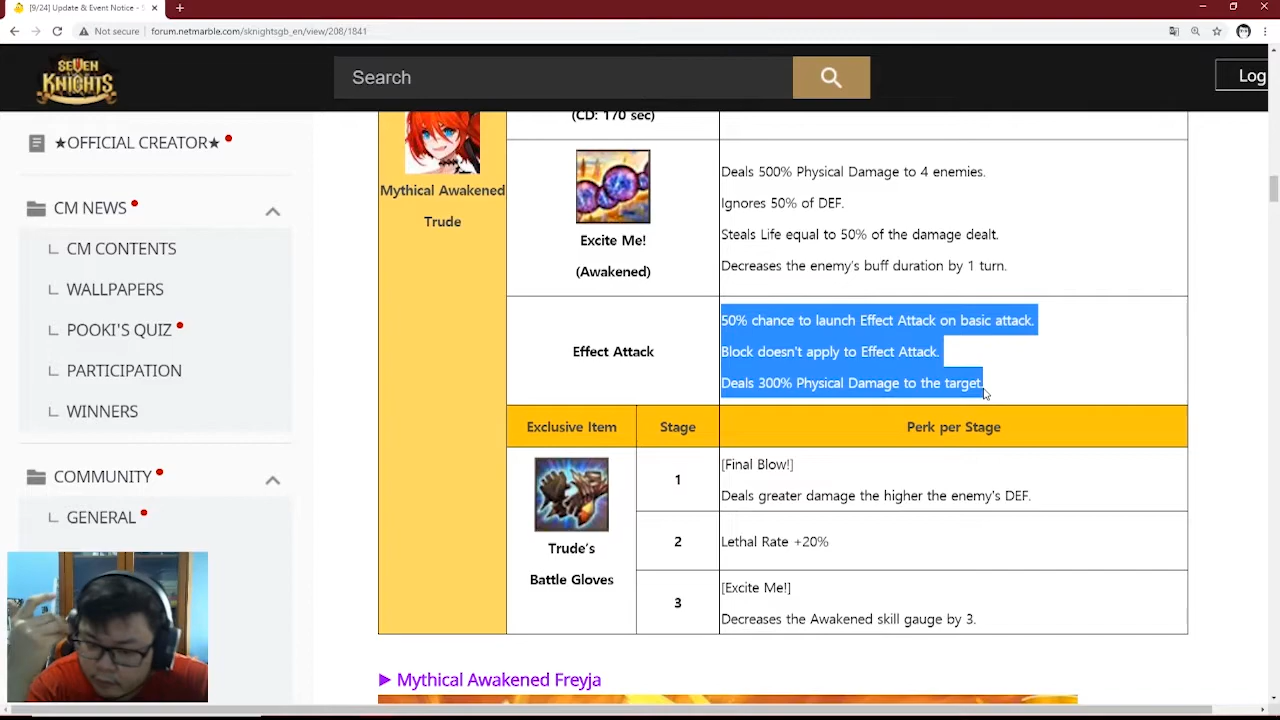 [9/24] Update & Event Notice - S
Not secure
forum.netmarble.com/sknightsgb_en/view/208/1841
SEVEN
KNIGHTS
Search
Log
★OFFICIAL CREATOR★
CM NEWS
CM CONTENTS
WALLPAPERS
POOKI'S QUIZ
PARTICIPATION
WINNERS
COMMUNITY
GENERAL
Mythical Awakened
Trude
(CD: 170 sec)
Excite Me!
(Awakened)
Deals 500% Physical Damage to 4 enemies.
Ignores 50% of DEF.
Steals Life equal to 50% of the damage dealt.
Decreases the enemy's buff duration by 1 turn.
Effect Attack
50% chance to launch Effect Attack on basic attack.
Block doesn't apply to Effect Attack.
Deals 300% Physical Damage to the target.
Exclusive Item
Stage
Perk per Stage
Trude's
Battle Gloves
1
[Final Blow!]
Deals greater damage the higher the enemy's DEF.
2
Lethal Rate +20%
3
[Excite Me!]
Decreases the Awakened skill gauge by 3.
▶ Mythical Awakened Freyja